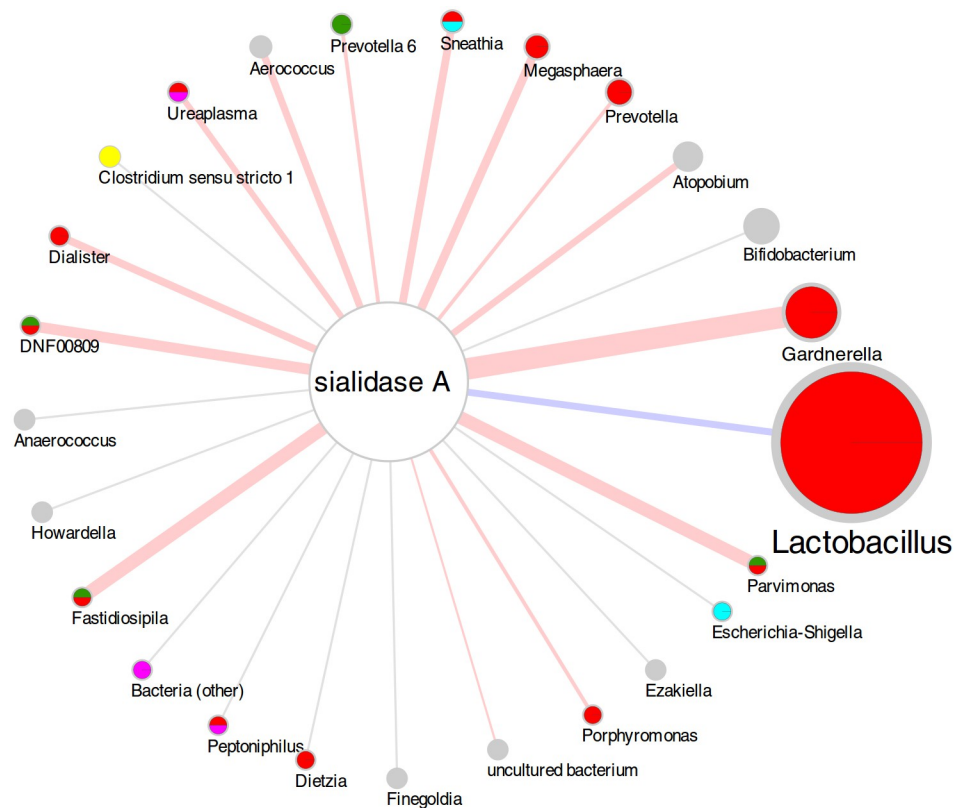 Prevotella 6
Sneathia
Aerococcus
Megasphaera
Ureaplasma
Prevotella
Clostridium sensu stricto 1
Atopobium
Dialister
Bifidobacterium
DNF00809
Gardnerella
sialidase A
Anaerococcus
Lactobacillus
Howardella
Parvimonas
Fastidiosipila
Escherichia-Shigella
Bacteria (other)
Ezakiella
Peptoniphilus
Porphyromonas
Dietzia
uncultured bacterium
Finegoldia